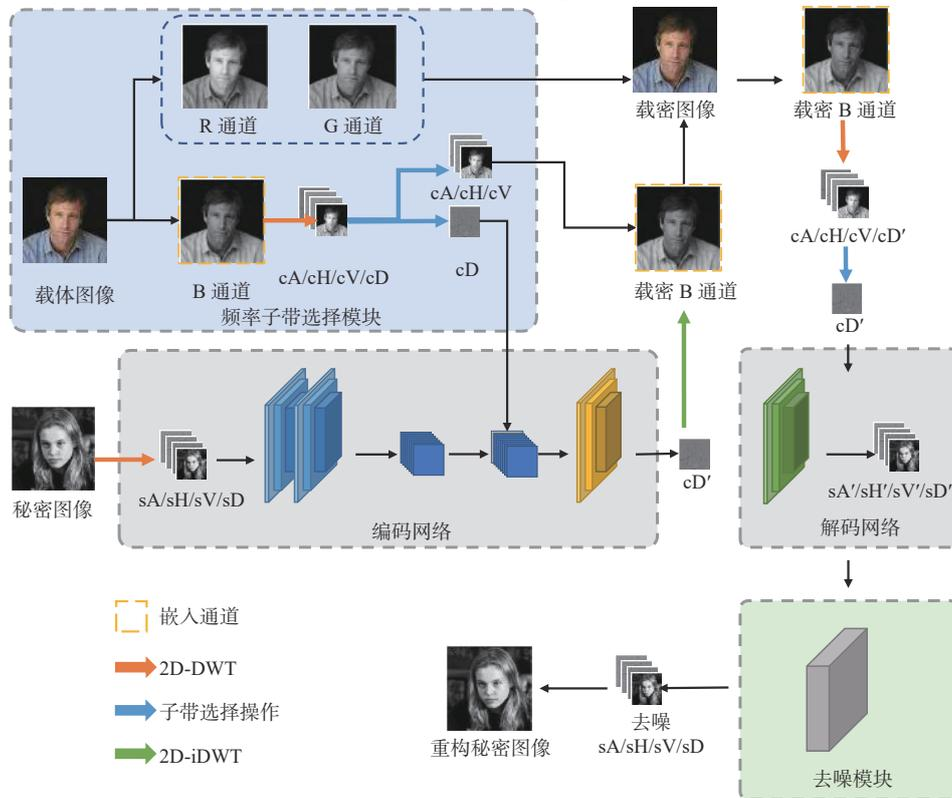 R 通道
G 通道
载密图像
载密 B 通道
cA/cH/cV
cA/cH/cV/cD′
载体图像
B 通道
cA/cH/cV/cD
cD
载密 B 通道
频率子带选择模块
cD′
秘密图像
sA/sH/sV/sD
编码网络
cD′
sA′/sH′/sV′/sD′
解码网络
嵌入通道
2D-DWT
子带选择操作
2D-iDWT
重构秘密图像
去噪
sA/sH/sV/sD
去噪模块